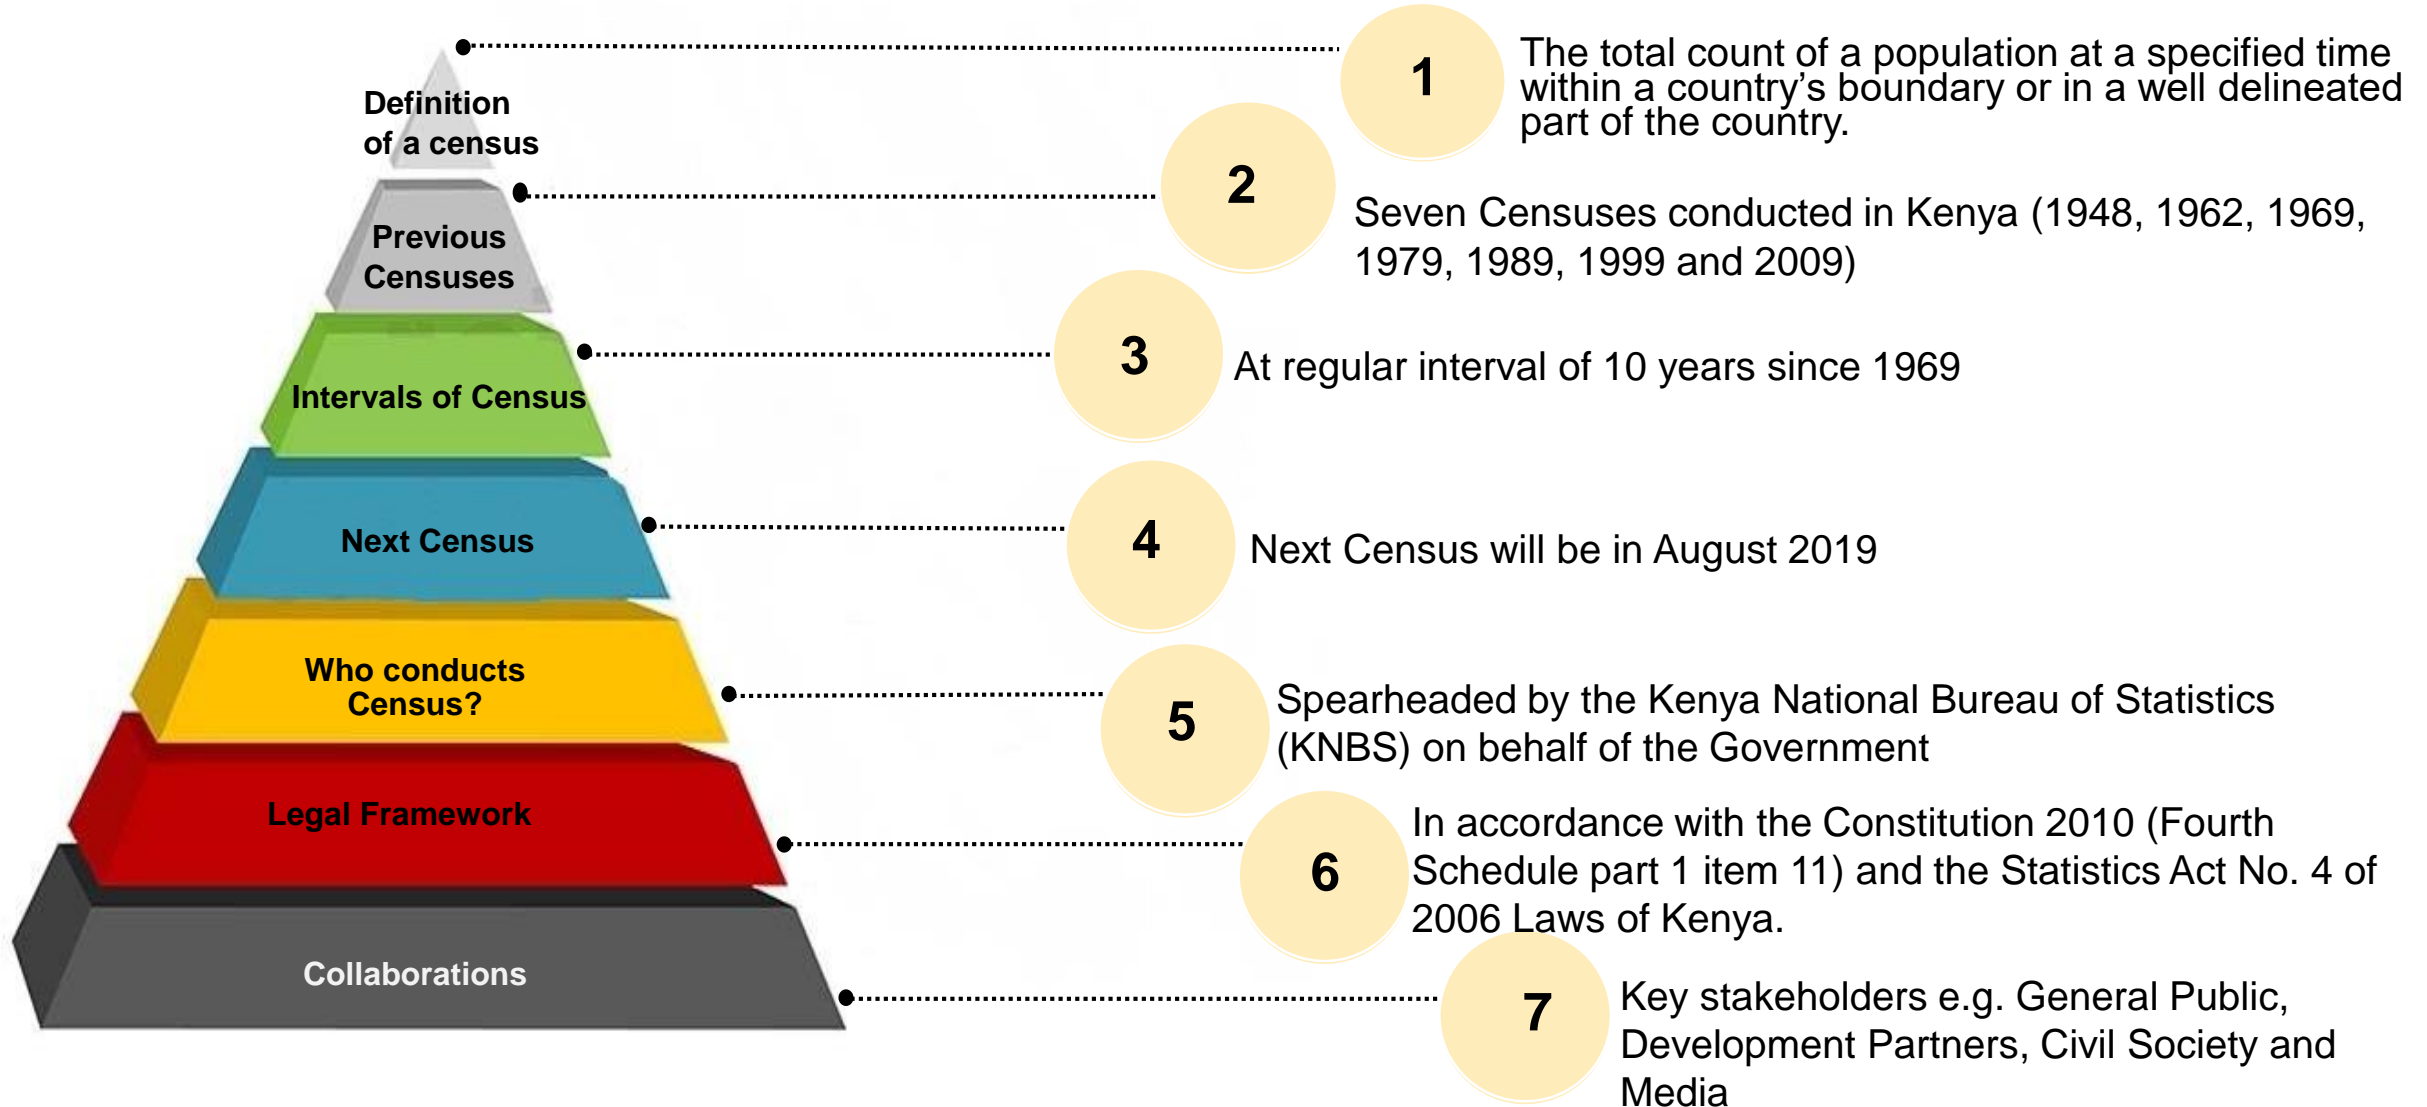 Definition
of a census
1
The total count of a population at a specified time
within a country’s boundary or in a well delineated
part of the country.
Previous
Censuses
2
Seven Censuses conducted in Kenya (1948, 1962, 1969,
1979, 1989, 1999 and 2009)
Intervals of Census
3
At regular interval of 10 years since 1969
Next Census
4
Next Census will be in August 2019
Who conducts
Census?
5
Spearheaded by the Kenya National Bureau of Statistics
(KNBS) on behalf of the Government
Legal Framework
6
In accordance with the Constitution 2010 (Fourth
Schedule part 1 item 11) and the Statistics Act No. 4 of
2006 Laws of Kenya.
Collaborations
7
Key stakeholders e.g. General Public,
Development Partners, Civil Society and
Media